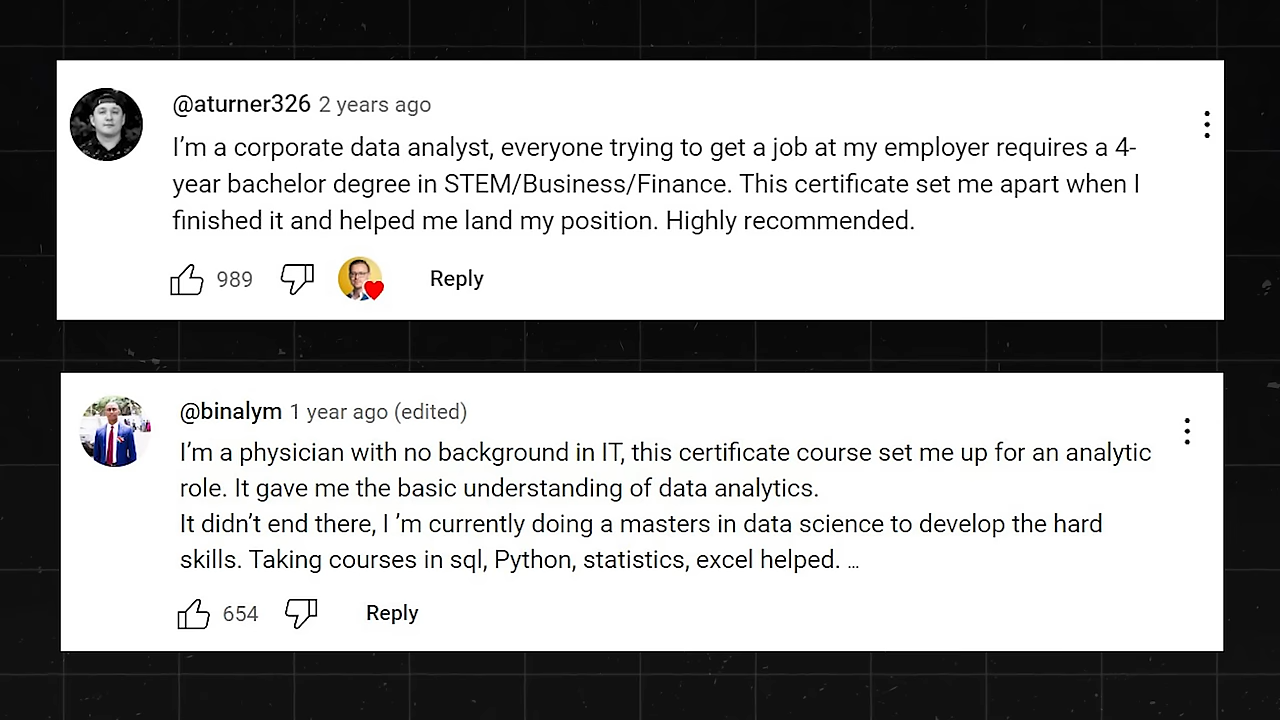 @aturner326 2 years ago
I’m a corporate data analyst, everyone trying to get a job at my employer requires a 4-
year bachelor degree in STEM/Business/Finance. This certificate set me apart when I
finished it and helped me land my position. Highly recommended.
989 Reply
@binalym 1 year ago (edited)
I’m a physician with no background in IT, this certificate course set me up for an analytic
role. It gave me the basic understanding of data analytics.
It didn’t end there, I ’m currently doing a masters in data science to develop the hard
skills. Taking courses in sql, Python, statistics, excel helped. ...
654 Reply